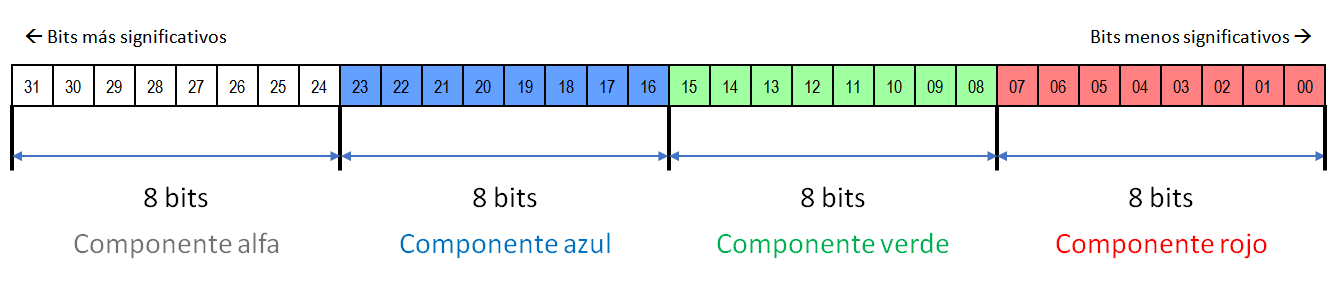 ← Bits más significativos Bits menos significativos →
31 30 29 28 27 26 25 24 23 22 21 20 19 18 17 16 15 14 13 12 11 10 09 08 07 06 05 04 03 02 01 00
8 bits 8 bits 8 bits 8 bits
Componente alfa Componente azul Componente verde Componente rojo